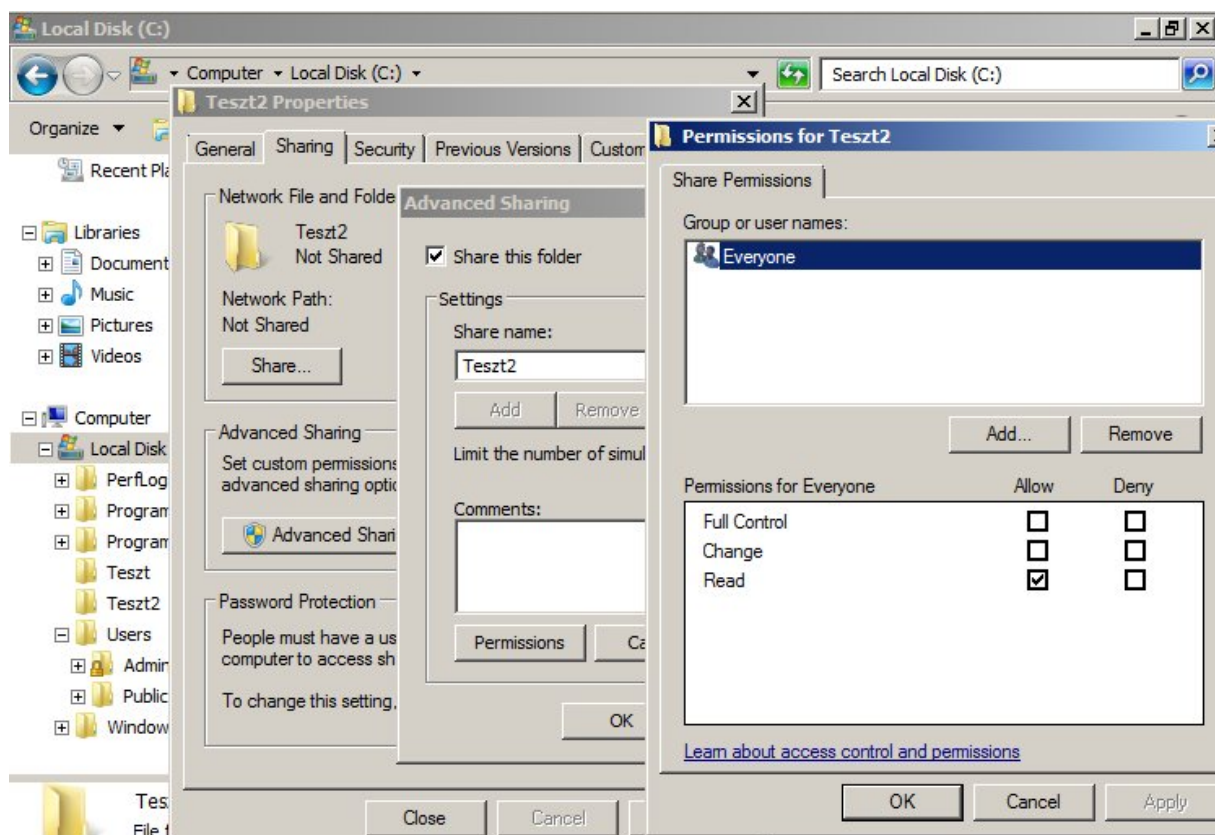 Local Disk (C:)
Computer Local Disk (C:)
Search Local Disk (C:)
Organize
Recent Pla
Libraries
Document
Music
Pictures
Videos
Computer
Local Disk
PerfLog
Program
Program
Teszt
Teszt2
Users
Admin
Public
Window
Tes
File f
Teszt2 Properties
General Sharing Security Previous Versions Custom
Network File and Folde
Teszt2
Not Shared
Network Path:
Not Shared
Share...
Advanced Sharing
Set custom permissions
advanced sharing optic
Advanced Shari
Password Protection
People must have a us
computer to access sh
To change this setting,
Close Cancel
Advanced Sharing
Share this folder
Settings
Share name:
Teszt2
Add Remove
Limit the number of simul
Comments:
Permissions Ca
OK
Permissions for Teszt2
Share Permissions
Group or user names:
Everyone
Add... Remove
Permissions for Everyone Allow Deny
Full Control
Change
Read
Learn about access control and permissions
OK Cancel Apply